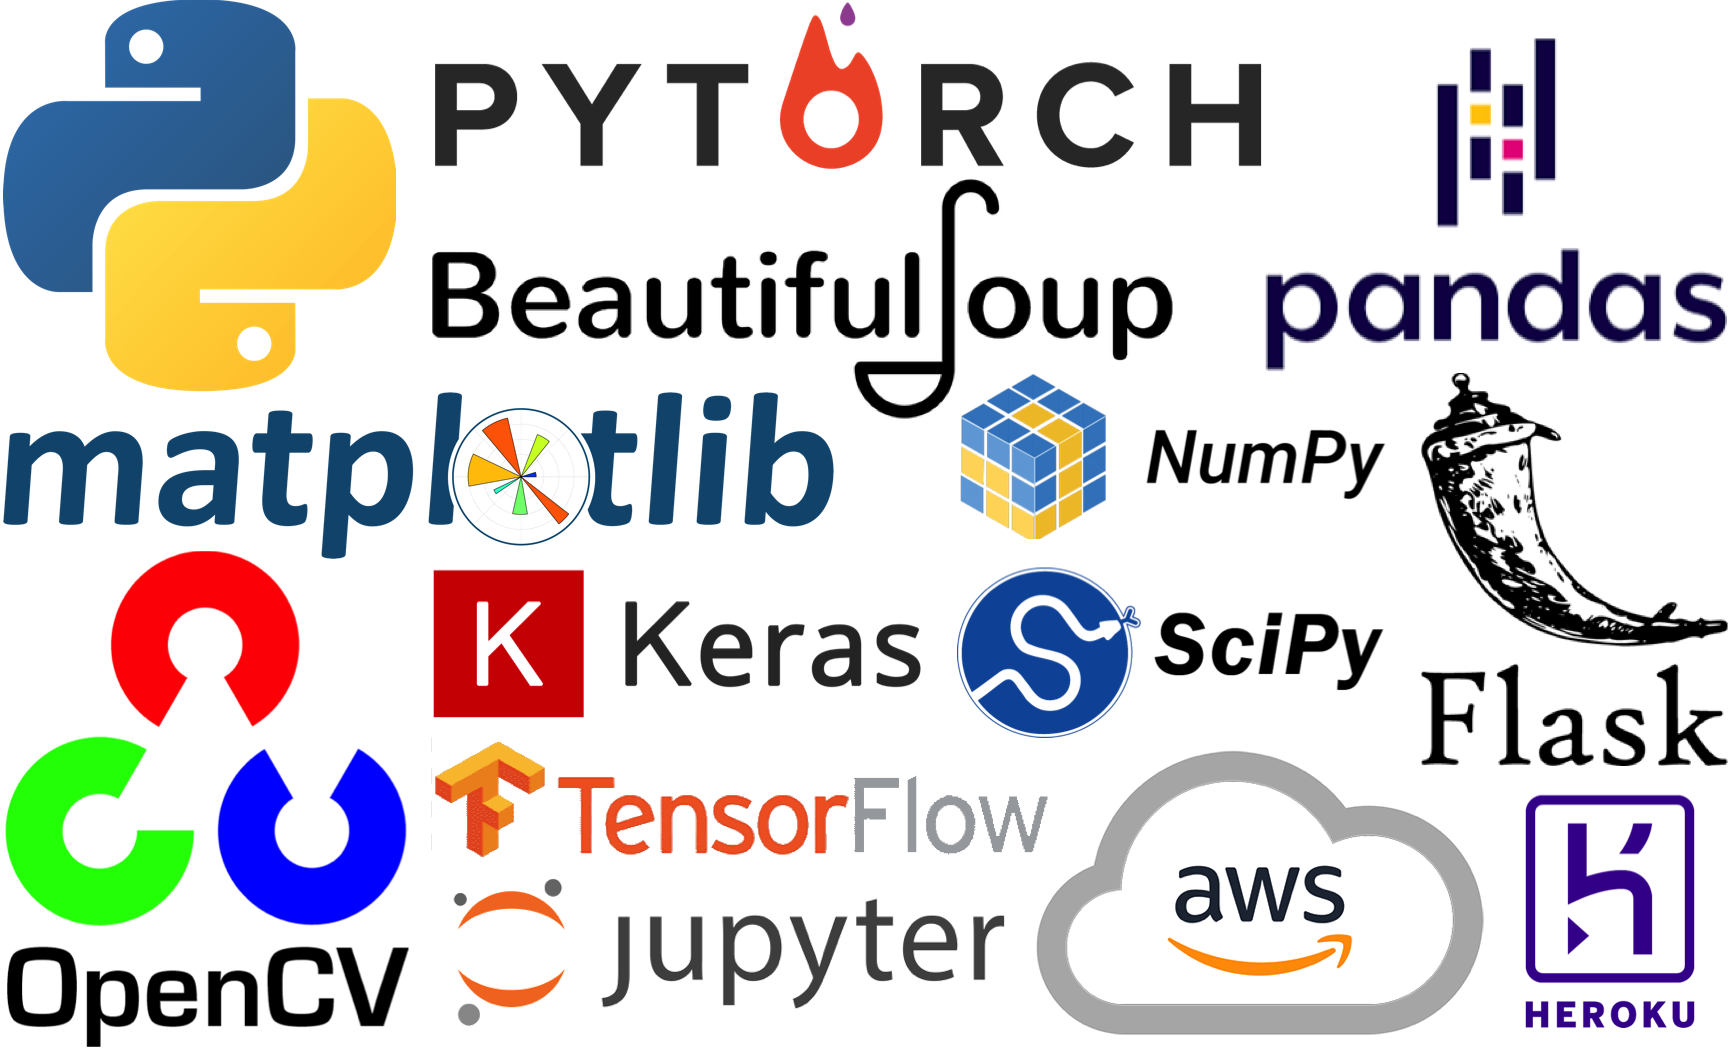 PYTORCH
BeautifulSoup
pandas
matplotlib
NumPy
K Keras
SciPy
Flask
TensorFlow
aws
OpenCV
jupyter
HEROKU